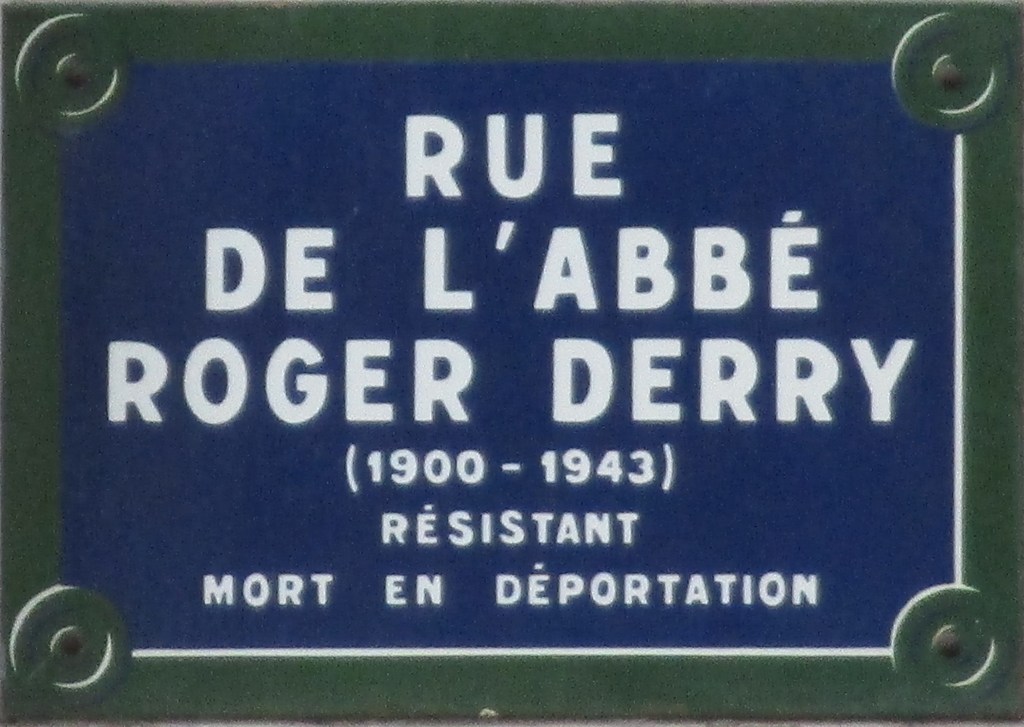 RUE
DE L'ABBÉ
ROGER DERRY
(1900 - 1943)
RÉSISTANT
MORT EN DÉPORTATION